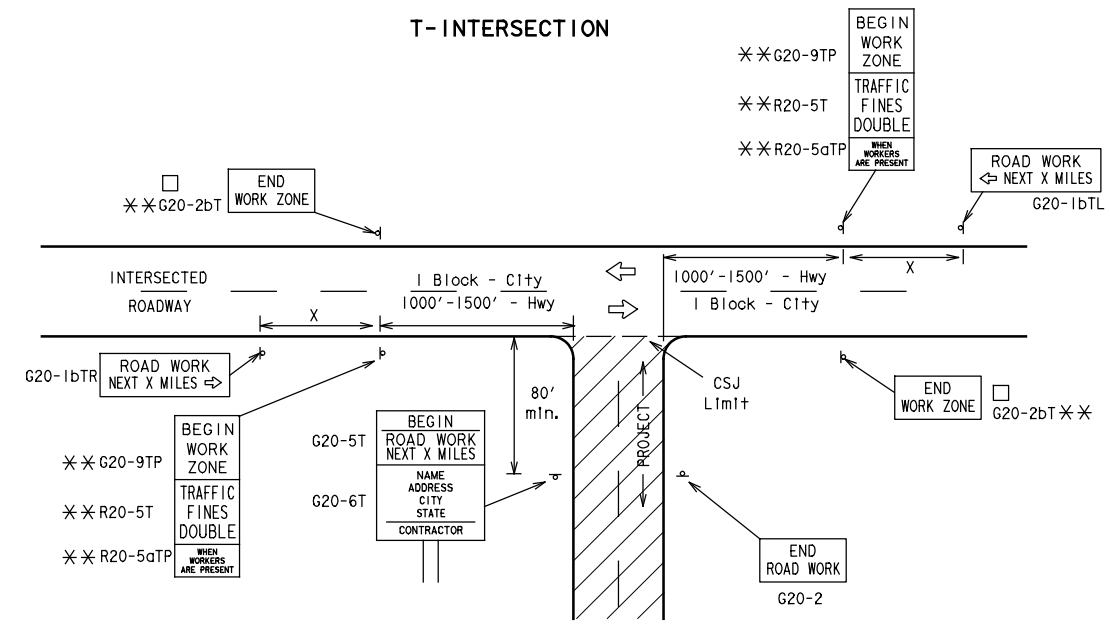 T-INTERSECTION
BEGIN
WORK
ZONE
**G20-9TP
TRAFFIC
FINES
DOUBLE
**R20-5T
WHEN
WORKERS
ARE PRESENT
**R20-5aTP
ROAD WORK
⇦ NEXT X MILES
G20-1bTL
END
WORK ZONE
□
**G20-2bT
INTERSECTED
ROADWAY
1 Block - City
1000'-1500' - Hwy
1000'-1500' - Hwy
1 Block - City
X
X
G20-1bTR
ROAD WORK
NEXT X MILES ⇨
80'
min.
CSJ
Limit
PROJECT
END
WORK ZONE
□
G20-2bT**
BEGIN
WORK
ZONE
**G20-9TP
TRAFFIC
FINES
DOUBLE
**R20-5T
WHEN
WORKERS
ARE PRESENT
**R20-5aTP
G20-5T
BEGIN
ROAD WORK
NEXT X MILES
G20-6T
NAME
ADDRESS
CITY
STATE
CONTRACTOR
END
ROAD WORK
G20-2